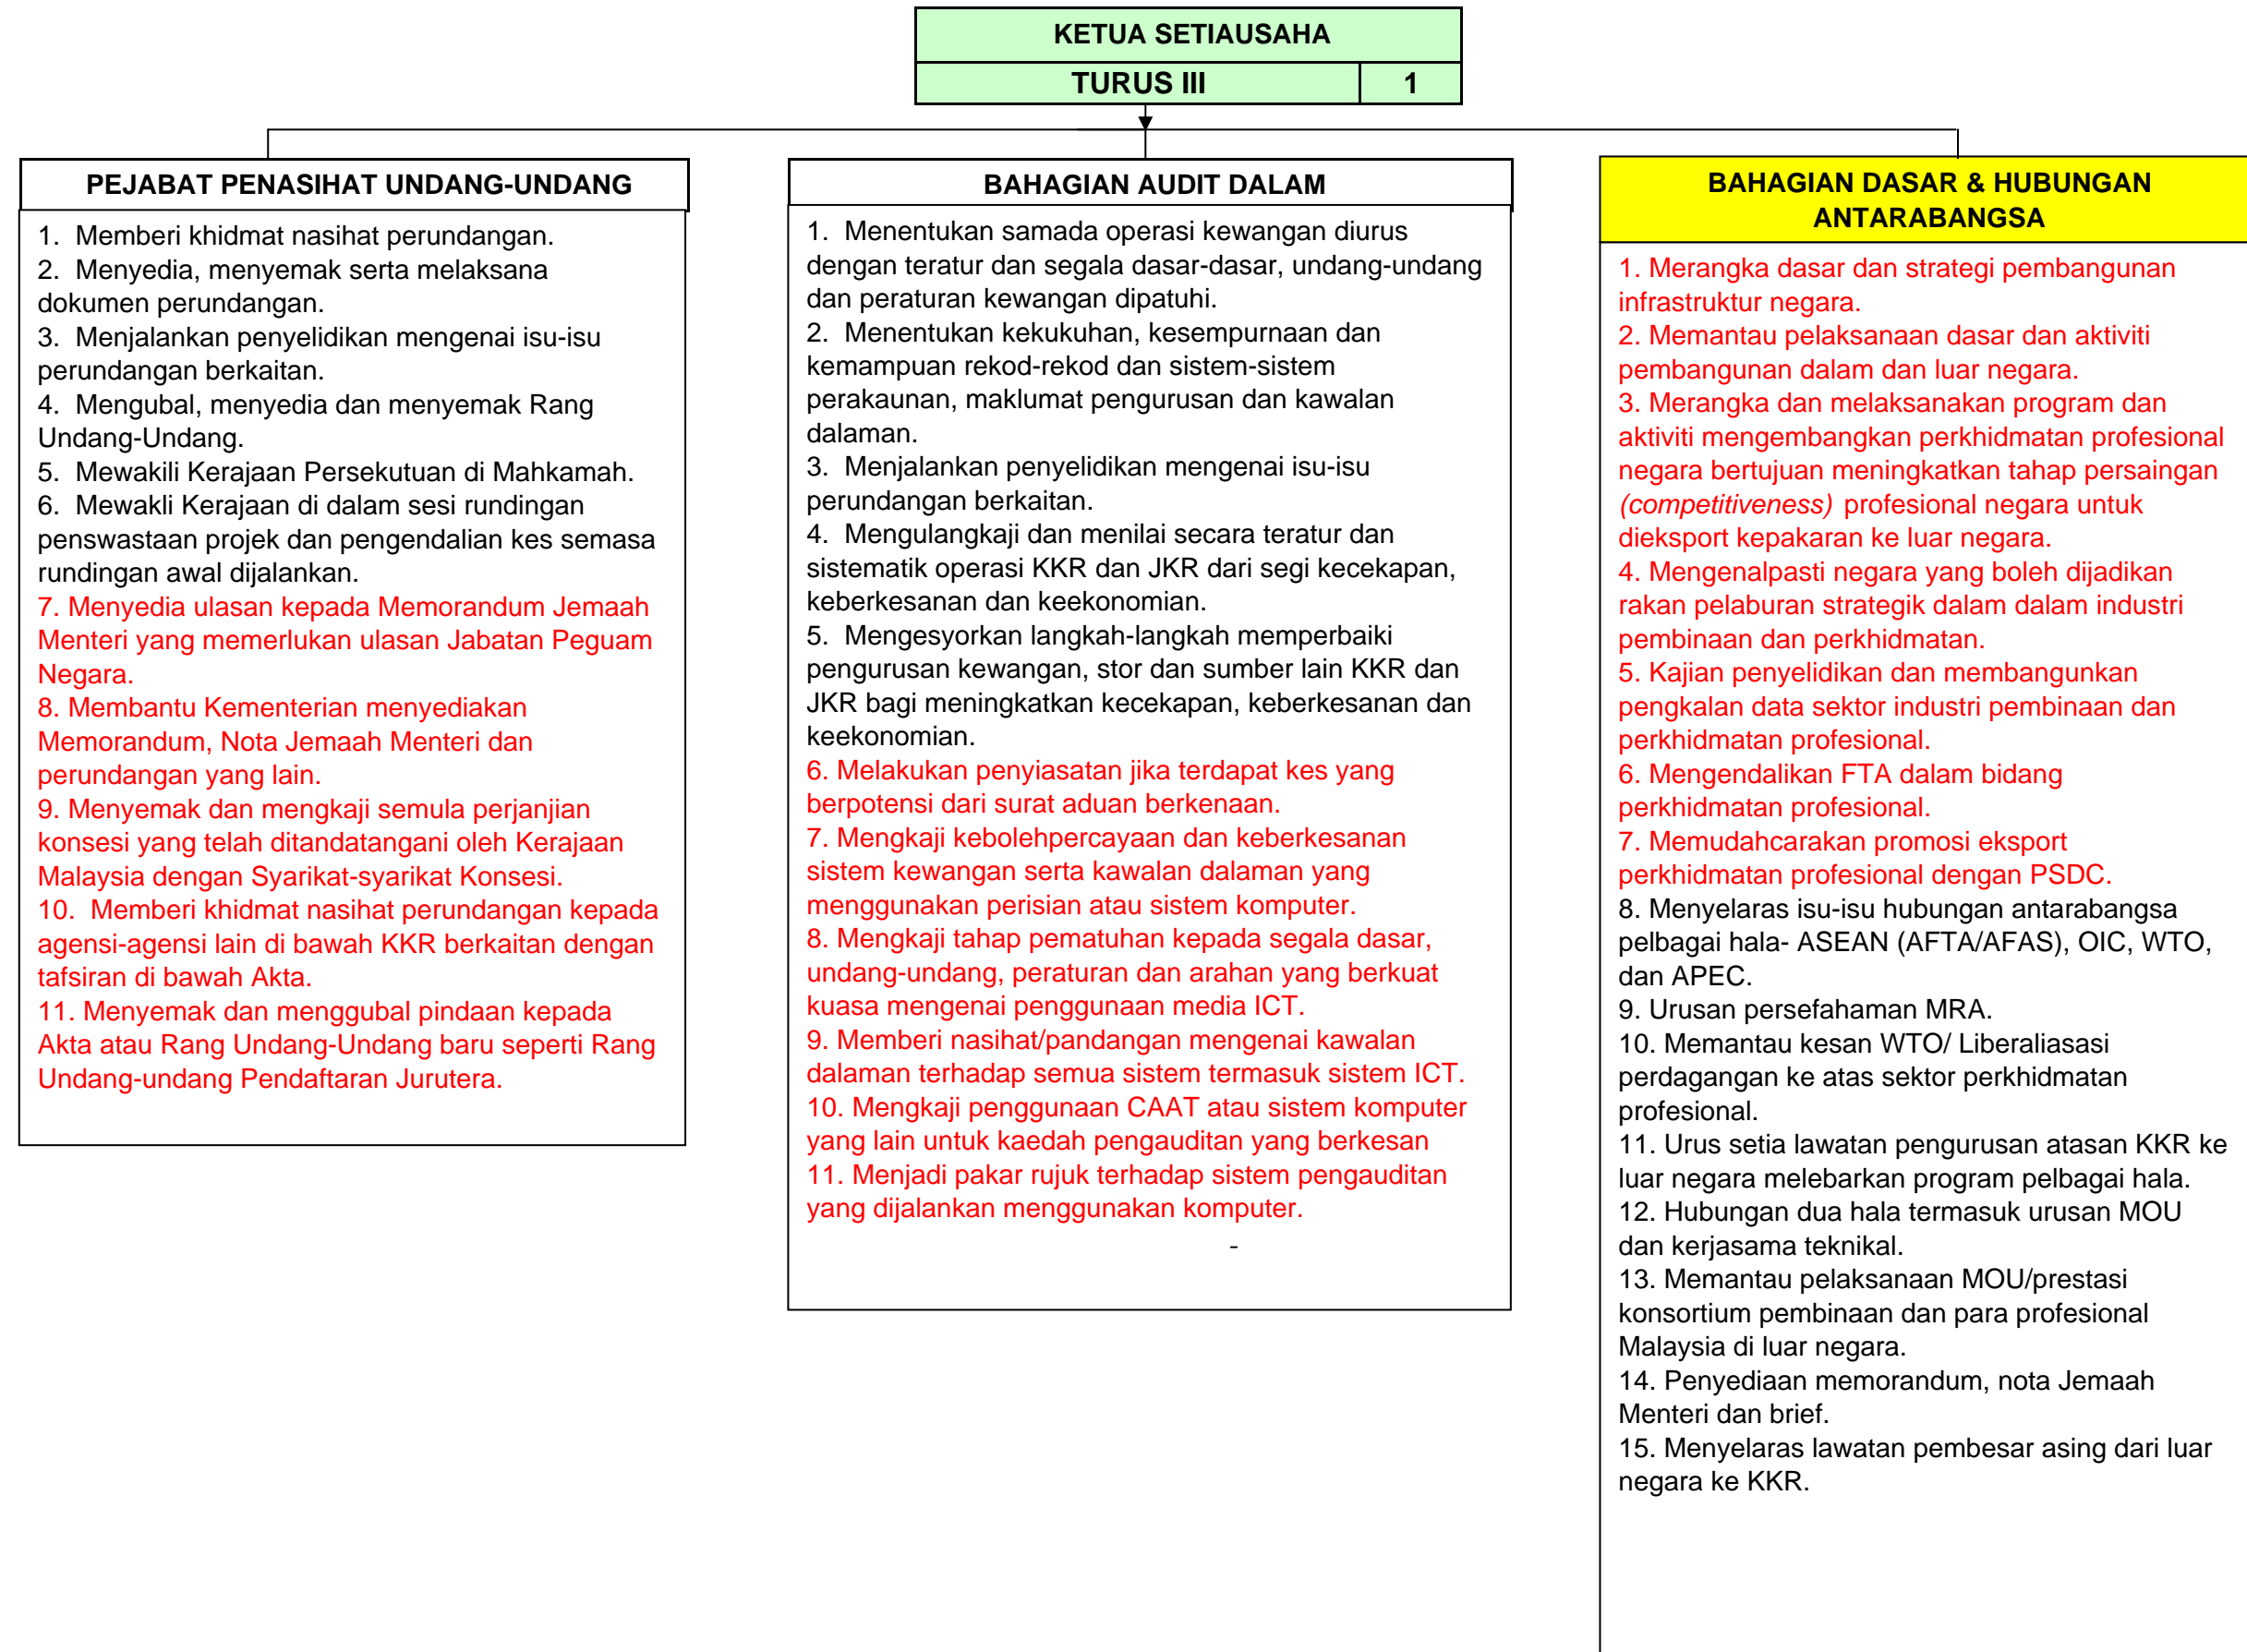 KETUA SETIAUSAHA
TURUS III 1
PEJABAT PENASIHAT UNDANG-UNDANG
1. Memberi khidmat nasihat perundangan.
2. Menyedia, menyemak serta melaksana
dokumen perundangan.
3. Menjalankan penyelidikan mengenai isu-isu
perundangan berkaitan.
4. Mengubal, menyedia dan menyemak Rang
Undang-Undang.
5. Mewakili Kerajaan Persekutuan di Mahkamah.
6. Mewakli Kerajaan di dalam sesi rundingan
penswastaan projek dan pengendalian kes semasa
rundingan awal dijalankan.
7. Menyedia ulasan kepada Memorandum Jemaah
Menteri yang memerlukan ulasan Jabatan Peguam
Negara.
8. Membantu Kementerian menyediakan
Memorandum, Nota Jemaah Menteri dan
perundangan yang lain.
9. Menyemak dan mengkaji semula perjanjian
konsesi yang telah ditandatangani oleh Kerajaan
Malaysia dengan Syarikat-syarikat Konsesi.
10. Memberi khidmat nasihat perundangan kepada
agensi-agensi lain di bawah KKR berkaitan dengan
tafsiran di bawah Akta.
11. Menyemak dan menggubal pindaan kepada
Akta atau Rang Undang-Undang baru seperti Rang
Undang-undang Pendaftaran Jurutera.
BAHAGIAN AUDIT DALAM
1. Menentukan samada operasi kewangan diurus
dengan teratur dan segala dasar-dasar, undang-undang
dan peraturan kewangan dipatuhi.
2. Menentukan kekukuhan, kesempurnaan dan
kemampuan rekod-rekod dan sistem-sistem
perakaunan, maklumat pengurusan dan kawalan
dalaman.
3. Menjalankan penyelidikan mengenai isu-isu
perundangan berkaitan.
4. Mengulangkaji dan menilai secara teratur dan
sistematik operasi KKR dan JKR dari segi kecekapan,
keberkesanan dan keekonomian.
5. Mengesyorkan langkah-langkah memperbaiki
pengurusan kewangan, stor dan sumber lain KKR dan
JKR bagi meningkatkan kecekapan, keberkesanan dan
keekonomian.
6. Melakukan penyiasatan jika terdapat kes yang
berpotensi dari surat aduan berkenaan.
7. Mengkaji kebolehpercayaan dan keberkesanan
sistem kewangan serta kawalan dalaman yang
menggunakan perisian atau sistem komputer.
8. Mengkaji tahap pematuhan kepada segala dasar,
undang-undang, peraturan dan arahan yang berkuat
kuasa mengenai penggunaan media ICT.
9. Memberi nasihat/pandangan mengenai kawalan
dalaman terhadap semua sistem termasuk sistem ICT.
10. Mengkaji penggunaan CAAT atau sistem komputer
yang lain untuk kaedah pengauditan yang berkesan
11. Menjadi pakar rujuk terhadap sistem pengauditan
yang dijalankan menggunakan komputer.
-
BAHAGIAN DASAR & HUBUNGAN
ANTARABANGSA
1. Merangka dasar dan strategi pembangunan
infrastruktur negara.
2. Memantau pelaksanaan dasar dan aktiviti
pembangunan dalam dan luar negara.
3. Merangka dan melaksanakan program dan
aktiviti mengembangkan perkhidmatan profesional
negara bertujuan meningkatkan tahap persaingan
(competitiveness) profesional negara untuk
dieksport kepakaran ke luar negara.
4. Mengenalpasti negara yang boleh dijadikan
rakan pelaburan strategik dalam dalam industri
pembinaan dan perkhidmatan.
5. Kajian penyelidikan dan membangunkan
pengkalan data sektor industri pembinaan dan
perkhidmatan profesional.
6. Mengendalikan FTA dalam bidang
perkhidmatan profesional.
7. Memudahcarakan promosi eksport
perkhidmatan profesional dengan PSDC.
8. Menyelaras isu-isu hubungan antarabangsa
pelbagai hala- ASEAN (AFTA/AFAS), OIC, WTO,
dan APEC.
9. Urusan persefahaman MRA.
10. Memantau kesan WTO/ Liberaliasasi
perdagangan ke atas sektor perkhidmatan
profesional.
11. Urus setia lawatan pengurusan atasan KKR ke
luar negara melebarkan program pelbagai hala.
12. Hubungan dua hala termasuk urusan MOU
dan kerjasama teknikal.
13. Memantau pelaksanaan MOU/prestasi
konsortium pembinaan dan para profesional
Malaysia di luar negara.
14. Penyediaan memorandum, nota Jemaah
Menteri dan brief.
15. Menyelaras lawatan pembesar asing dari luar
negara ke KKR.